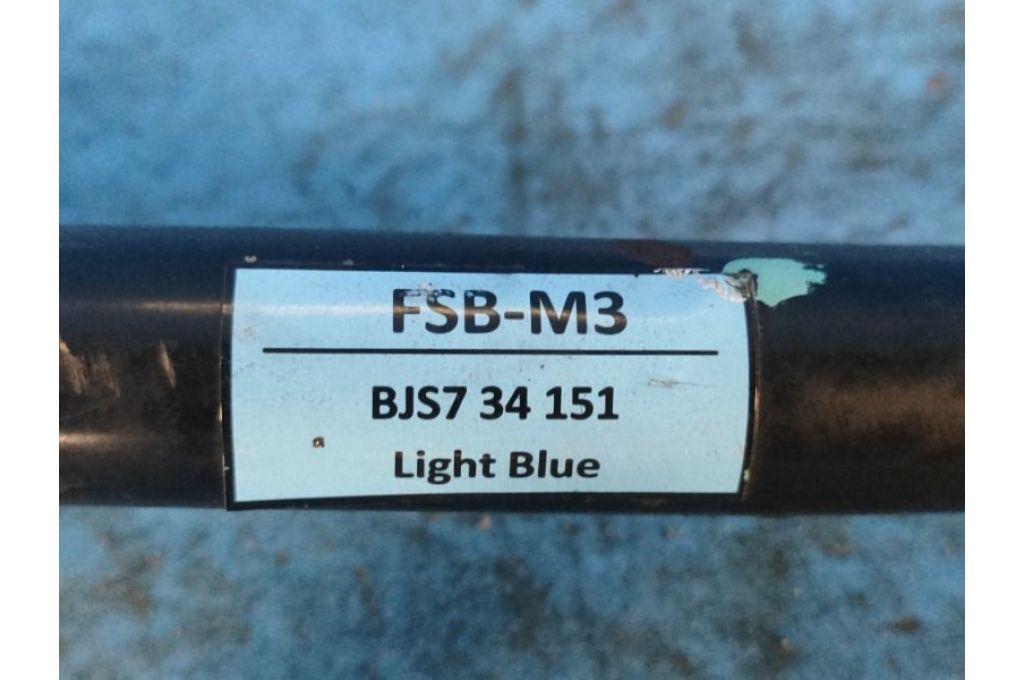 FSB-M3
BJS7 34 151
Light Blue